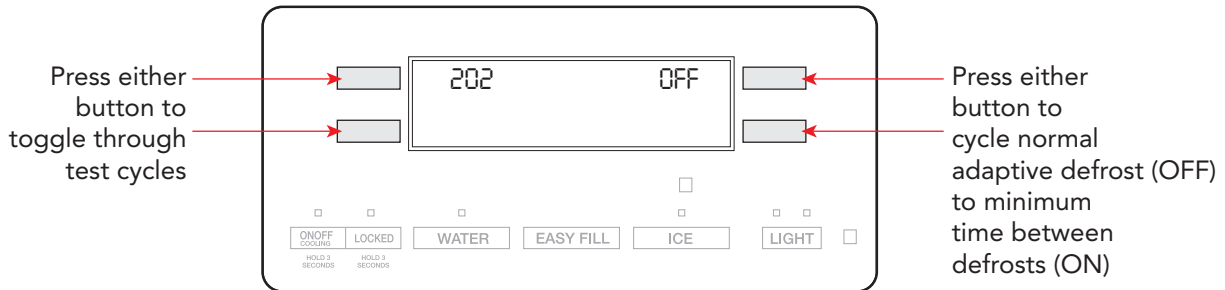 Press either
button to
toggle through
test cycles
202 OFF
Press either
button to
cycle normal
adaptive defrost (OFF)
to minimum
time between
defrosts (ON)
ONOFF
COOLING
LOCKED
WATER
EASY FILL
ICE
LIGHT
HOLD 3
SECONDS
HOLD 3
SECONDS